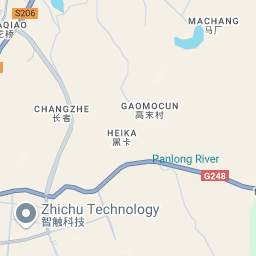 S206
MACHANG
马厂
CHANGZHE
长者
GAOMOCUN
高末村
HEIKA
黑卡
Panlong River
G248
Zhichu Technology
智触科技